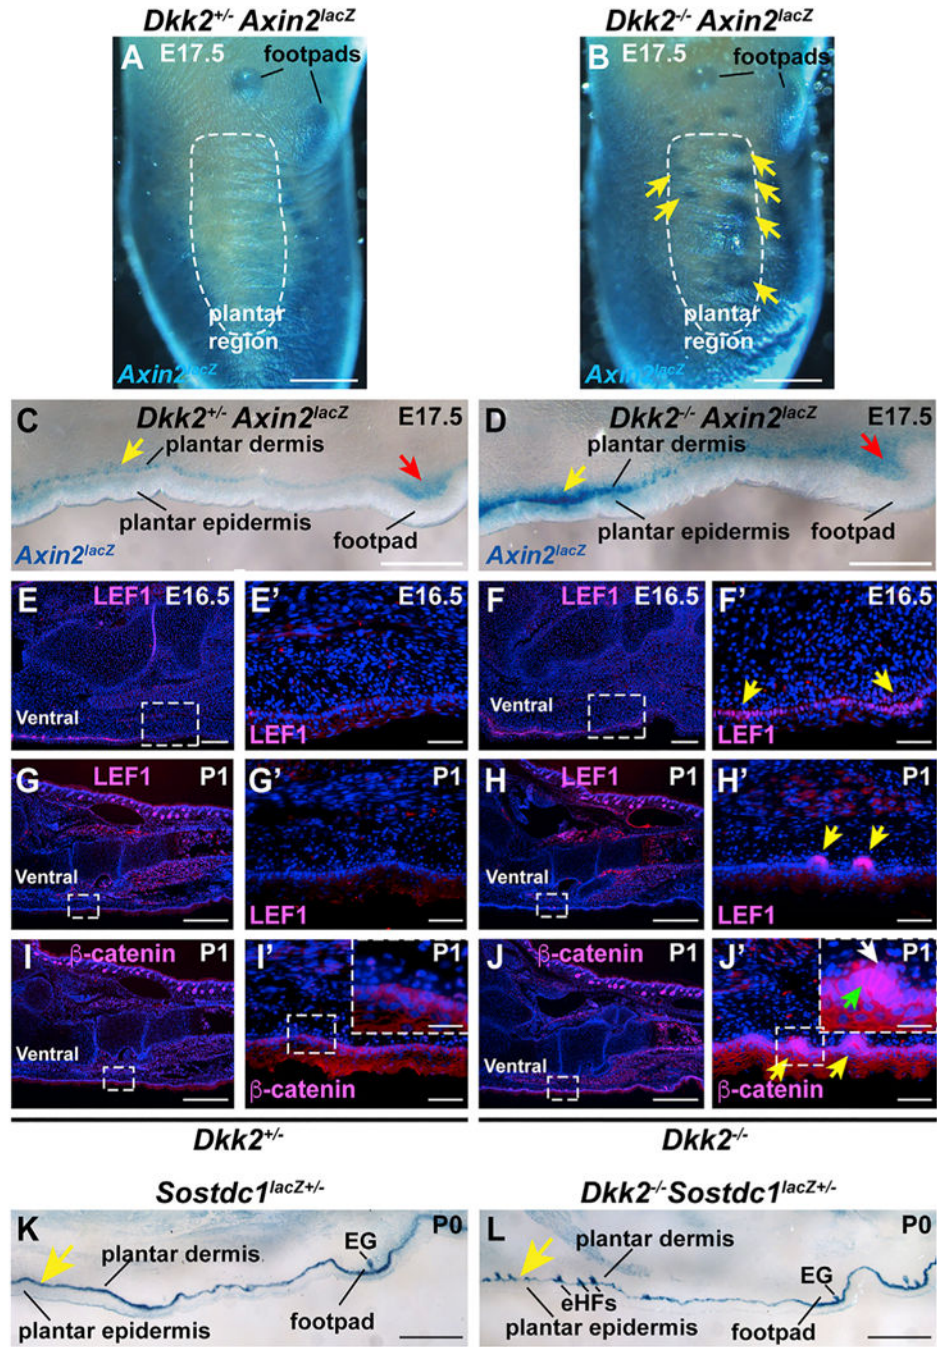 Dkk2+/- Axin2lacZ
Dkk2-/- Axin2lacZ
A E17.5
footpads
plantar
region
Axin2lacZ
B E17.5
footpads
plantar
region
Axin2lacZ
C Dkk2+/- Axin2lacZ E17.5
plantar dermis
plantar epidermis
footpad
Axin2lacZ
D Dkk2-/- Axin2lacZ E17.5
plantar dermis
plantar epidermis
footpad
Axin2lacZ
E LEF1 E16.5
Ventral
E' E16.5
LEF1
F LEF1 E16.5
Ventral
F' E16.5
LEF1
G LEF1 P1
Ventral
G' P1
LEF1
H LEF1 P1
Ventral
H' P1
LEF1
I β-catenin P1
Ventral
I' P1
β-catenin
J β-catenin P1
Ventral
J' P1
β-catenin
Dkk2+/-
Dkk2-/-
Sostdc1lacZ+/-
Dkk2-/- Sostdc1lacZ+/-
K P0
plantar dermis
EG
plantar epidermis
footpad
L P0
plantar dermis
EG
eHFs
plantar epidermis
footpad